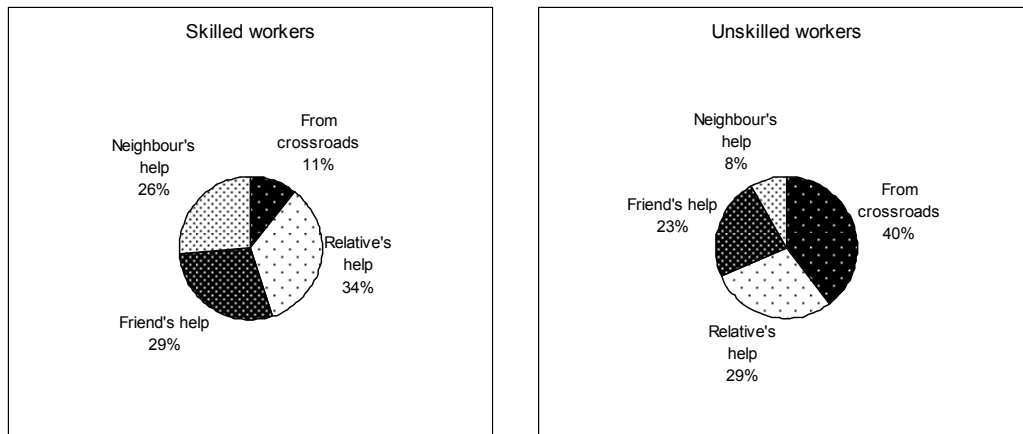 Skilled workers
From
crossroads
11%
Relative's
help
34%
Friend's help
29%
Neighbour's
help
26%
Unskilled workers
From
crossroads
40%
Relative's
help
29%
Friend's help
23%
Neighbour's
help
8%